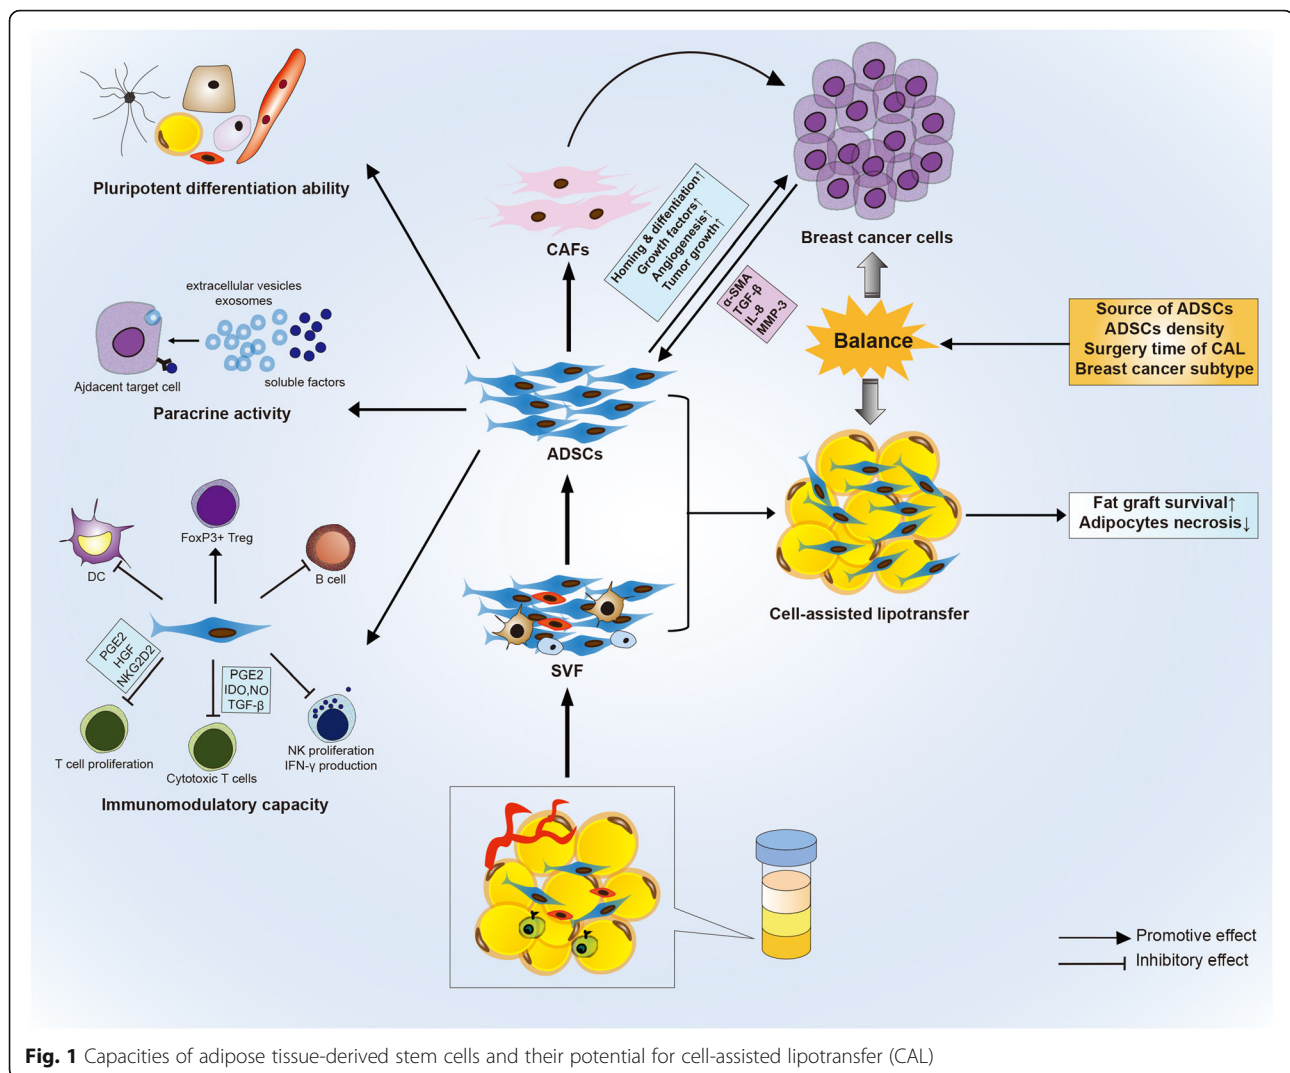 Pluripotent differentiation ability
CAFs
Homing & diffentiation↑
Growth factors↑
Angiogenesis↑
Tumor growth↑
α-SMA
TGF-β
IL-8
MMP-3
Breast cancer cells
extracellular vesicles
exosomes
Ajdacent target cell
soluble factors
Paracrine activity
Balance
Source of ADSCs
ADSCs density
Surgery time of CAL
Breast cancer subtype
ADSCs
FoxP3+ Treg
DC
B cell
PGE2
HGF
NKG2D2
PGE2
IDO,NO
TGF-β
T cell proliferation
Cytotoxic T cells
NK proliferation
IFN-γ production
Immunomodulatory capacity
SVF
Cell-assisted lipotransfer
Fat graft survival↑
Adipocytes necrosis↓
Promotive effect
Inhibitory effect
Fig. 1 Capacities of adipose tissue-derived stem cells and their potential for cell-assisted lipotransfer (CAL)